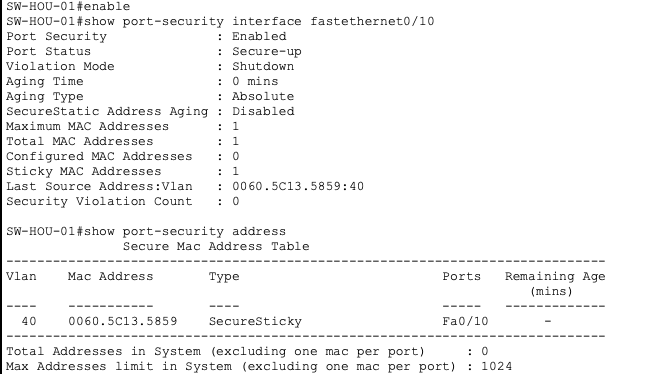 SW-HOU-01#enable
SW-HOU-01#show port-security interface fastethernet0/10
Port Security              : Enabled
Port Status                : Secure-up
Violation Mode             : Shutdown
Aging Time                 : 0 mins
Aging Type                 : Absolute
SecureStatic Address Aging : Disabled
Maximum MAC Addresses      : 1
Total MAC Addresses        : 1
Configured MAC Addresses   : 0
Sticky MAC Addresses       : 1
Last Source Address:Vlan   : 0060.5C13.5859:40
Security Violation Count   : 0
SW-HOU-01#show port-security address
Secure Mac Address Table
-----------------------------------------------------------------------------
Vlan    Mac Address       Type                          Ports   Remaining Age
(mins)
----    -----------       ----                          -----   -------------
40    0060.5C13.5859    SecureSticky                  Fa0/10       -
-----------------------------------------------------------------------------
Total Addresses in System (excluding one mac per port)     : 0
Max Addresses limit in System (excluding one mac per port) : 1024